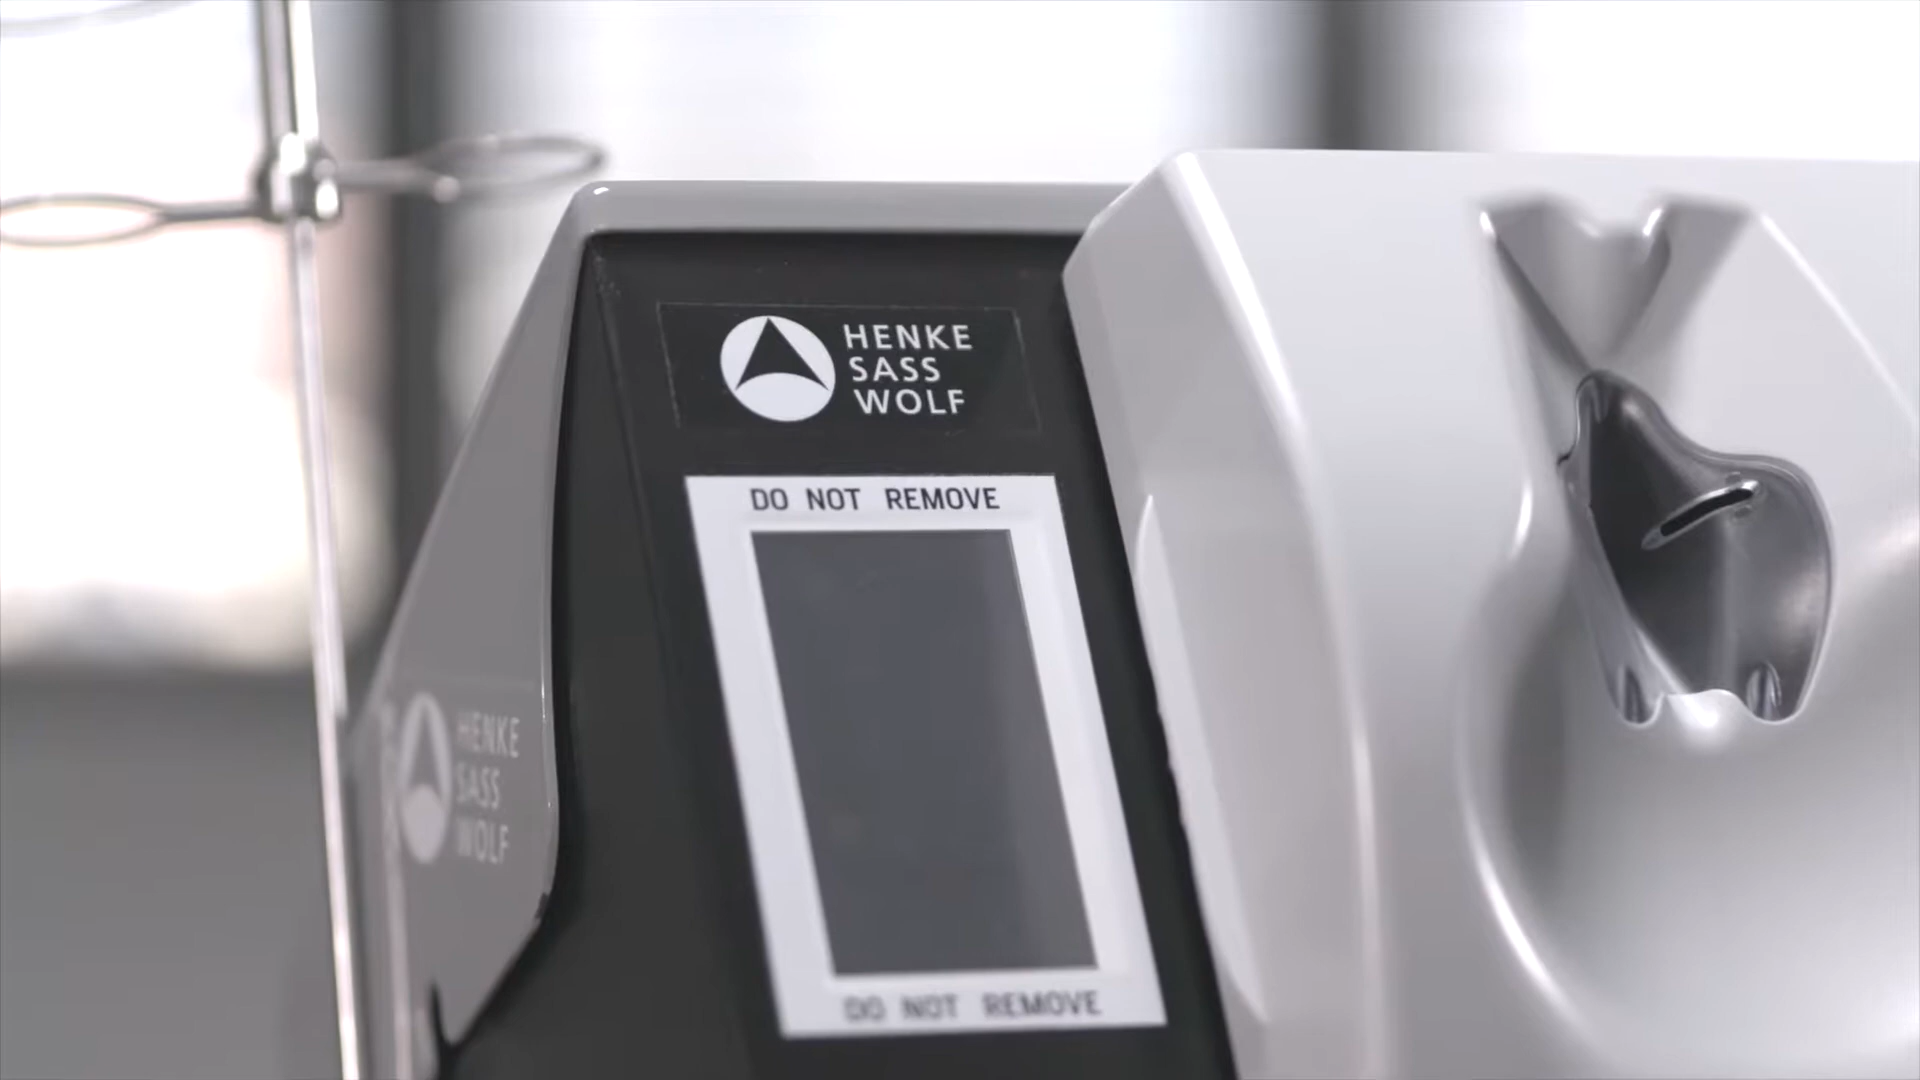 HENKE
SASS
WOLF
DO NOT REMOVE
DO NOT REMOVE
HENKE
SASS
WOLF